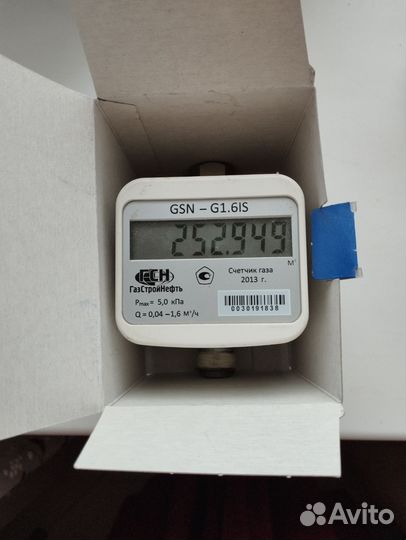 GSN – G1.6IS
252.949
м³
ГСН
ГазСтройНефть
Счетчик газа
2013 г.
Pmax= 5,0 кПа
Q = 0,04 –1,6 м³/ч
0030191838
Avito